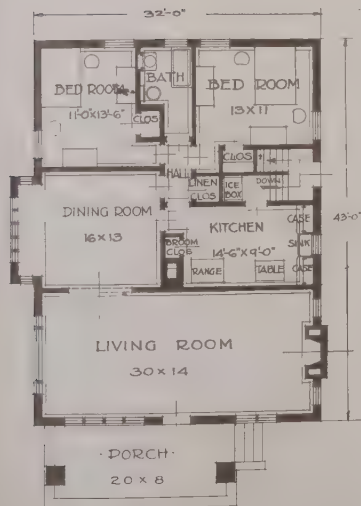 32'-0"
BED ROOM
11'-0"X13'-6"
BATH
BED ROOM
13X11
CLOS
CLOS
HALL
LINEN
CLOS
ICE
BOX
DOWN
43'-0"
DINING ROOM
16X13
BROOM
CLOS
KITCHEN
14'-6"X9'-0"
RANGE
TABLE
CASE
SINK
CASE
LIVING ROOM
30X14
·PORCH·
20X8